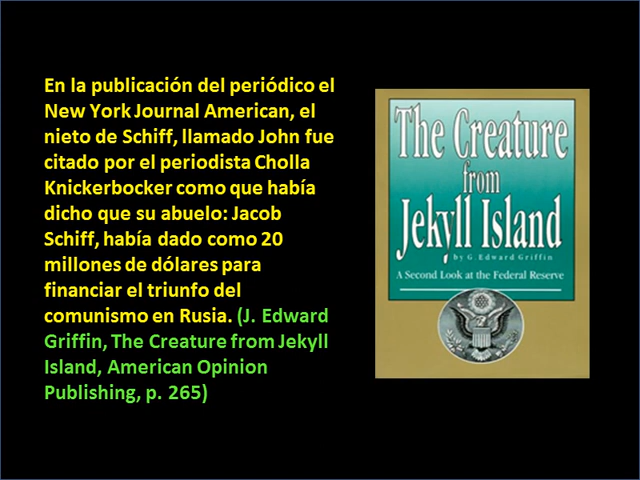 En la publicación del periódico el
New York Journal American, el
nieto de Schiff, llamado John fue
citado por el periodista Cholla
Knickerbocker como que había
dicho que su abuelo: Jacob
Schiff, había dado como 20
millones de dólares para
financiar el triunfo del
comunismo en Rusia. (J. Edward
Griffin, The Creature from Jekyll
Island, American Opinion
Publishing, p. 265)
The Creature
from
Jekyll Island
by G. Edward Griffin
A Second Look at the Federal Reserve